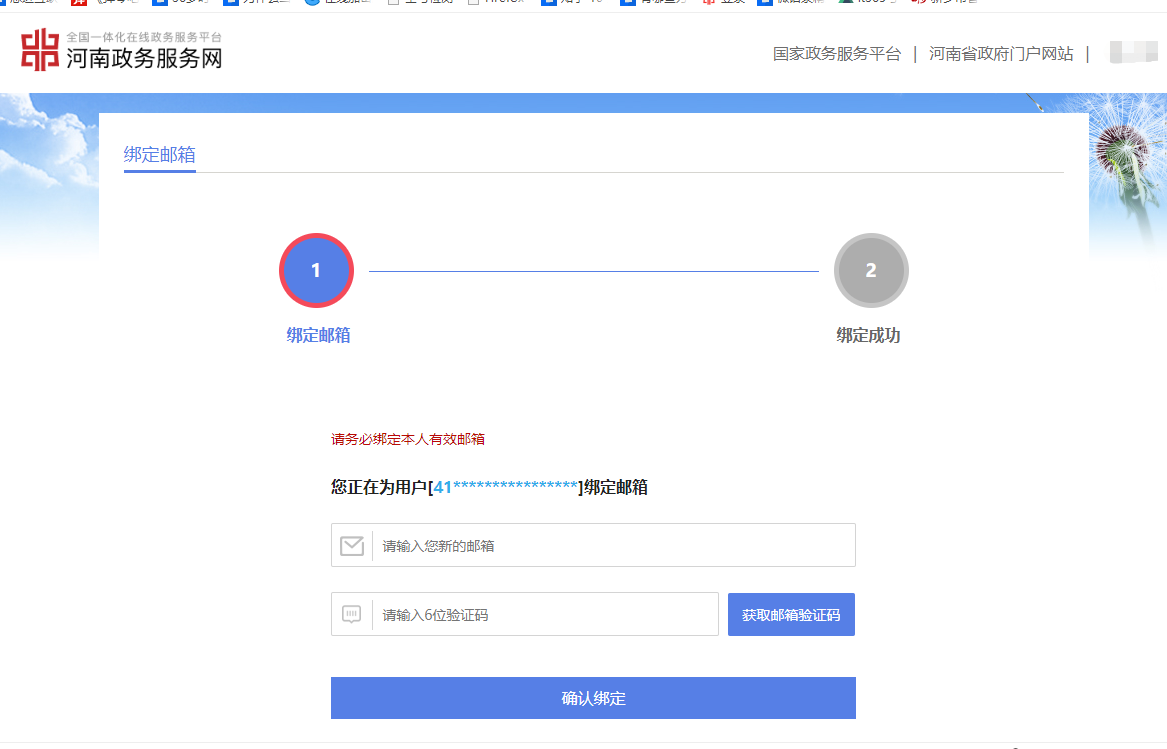 全国一体化在线政务服务平台
河南政务服务网
国家政务服务平台 | 河南省政府门户网站 |
绑定邮箱
1
2
绑定邮箱
绑定成功
请务必绑定本人有效邮箱
您正在为用户[41****************]绑定邮箱
请输入您新的邮箱
请输入6位验证码
获取邮箱验证码
确认绑定